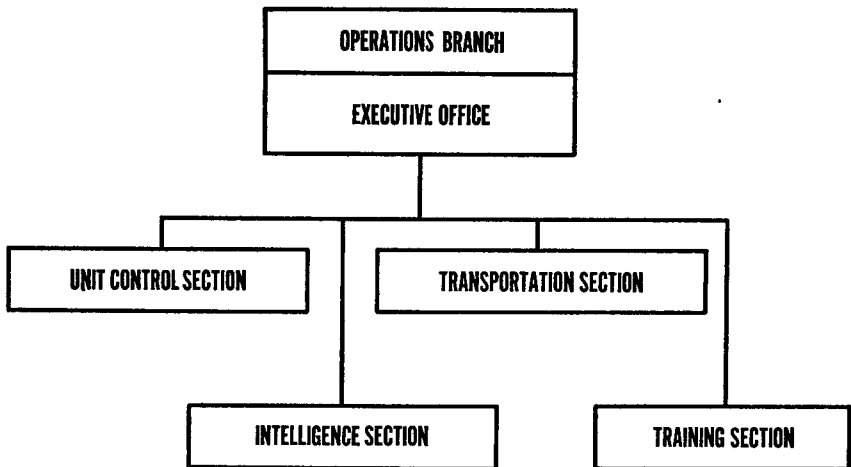 OPERATIONS BRANCH
EXECUTIVE OFFICE
UNIT CONTROL SECTION
TRANSPORTATION SECTION
INTELLIGENCE SECTION
TRAINING SECTION